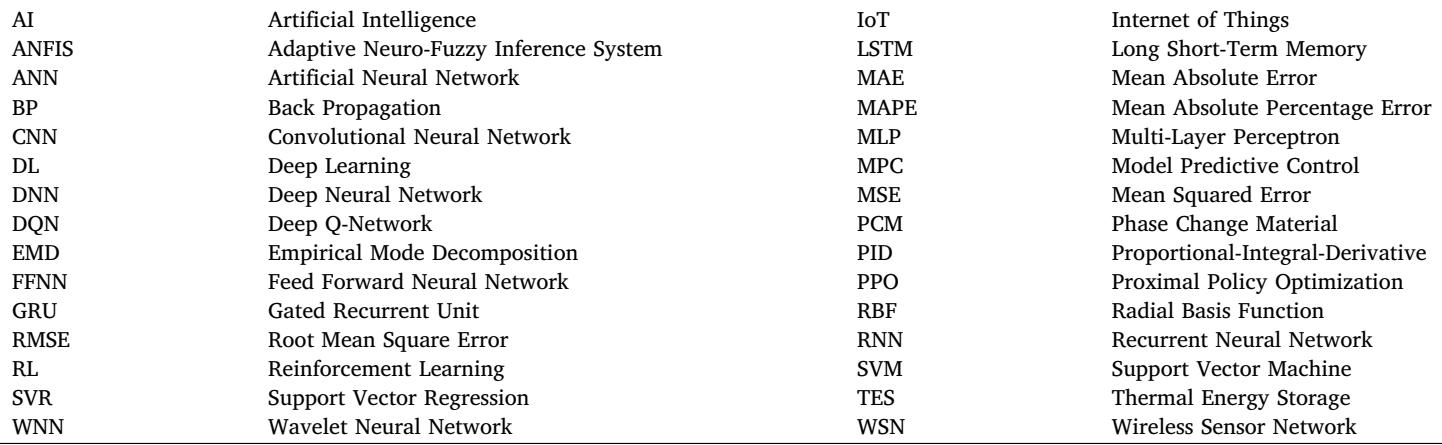 AI Artificial Intelligence IoT Internet of Things
ANFIS Adaptive Neuro-Fuzzy Inference System LSTM Long Short-Term Memory
ANN Artificial Neural Network MAE Mean Absolute Error
BP Back Propagation MAPE Mean Absolute Percentage Error
CNN Convolutional Neural Network MLP Multi-Layer Perceptron
DL Deep Learning MPC Model Predictive Control
DNN Deep Neural Network MSE Mean Squared Error
DQN Deep Q-Network PCM Phase Change Material
EMD Empirical Mode Decomposition PID Proportional-Integral-Derivative
FFNN Feed Forward Neural Network PPO Proximal Policy Optimization
GRU Gated Recurrent Unit RBF Radial Basis Function
RMSE Root Mean Square Error RNN Recurrent Neural Network
RL Reinforcement Learning SVM Support Vector Machine
SVR Support Vector Regression TES Thermal Energy Storage
WNN Wavelet Neural Network WSN Wireless Sensor Network